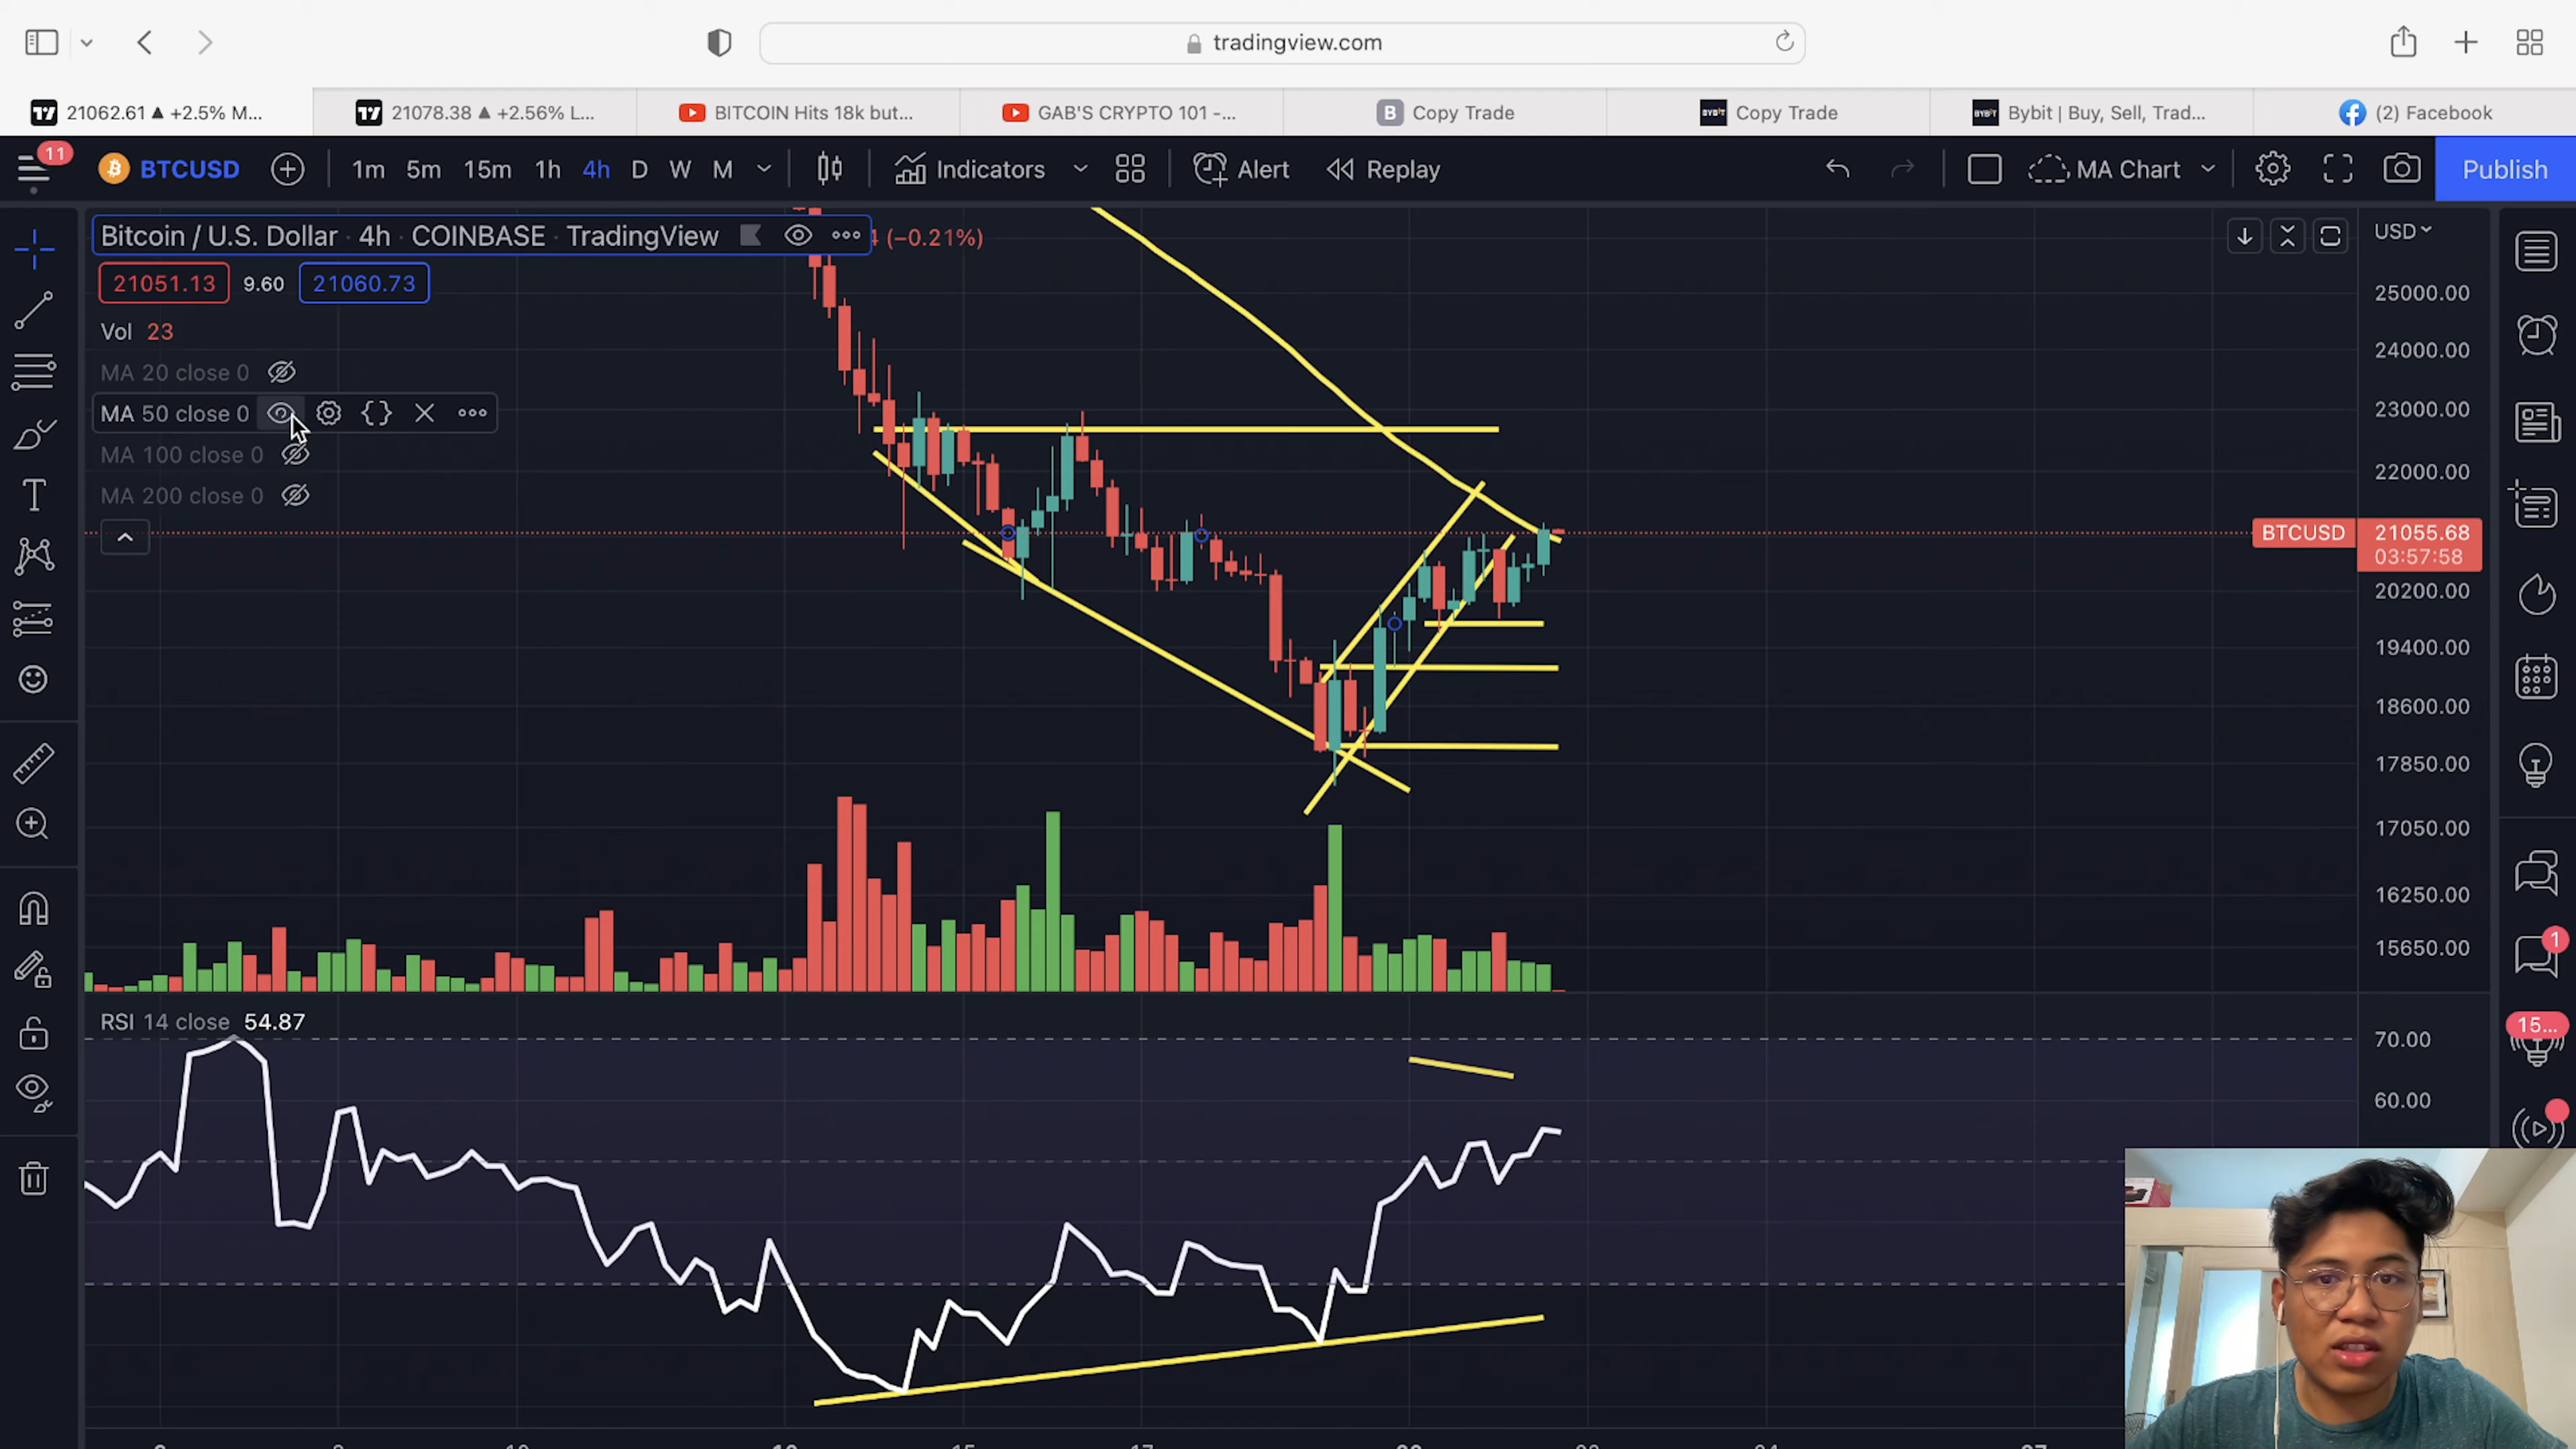 tradingview.com
21062.61 ▲ +2.5% M...
21078.38 ▲ +2.56% L...
BITCOIN Hits 18k but...
GAB'S CRYPTO 101 -...
B Copy Trade
BYBIT Copy Trade
BYBIT Bybit | Buy, Sell, Trad...
(2) Facebook
11
BTCUSD
1m 5m 15m 1h 4h D W M
Indicators
Alert
Replay
MA Chart
Publish
Bitcoin / U.S. Dollar · 4h · COINBASE · TradingView
4 (−0.21%)
USD
21051.13 9.60 21060.73
Vol 23
MA 20 close 0
MA 50 close 0
MA 100 close 0
MA 200 close 0
25000.00
24000.00
23000.00
22000.00
BTCUSD 21055.68
03:57:58
20200.00
19400.00
18600.00
17850.00
17050.00
16250.00
15650.00
1
15...
RSI 14 close 54.87
70.00
60.00